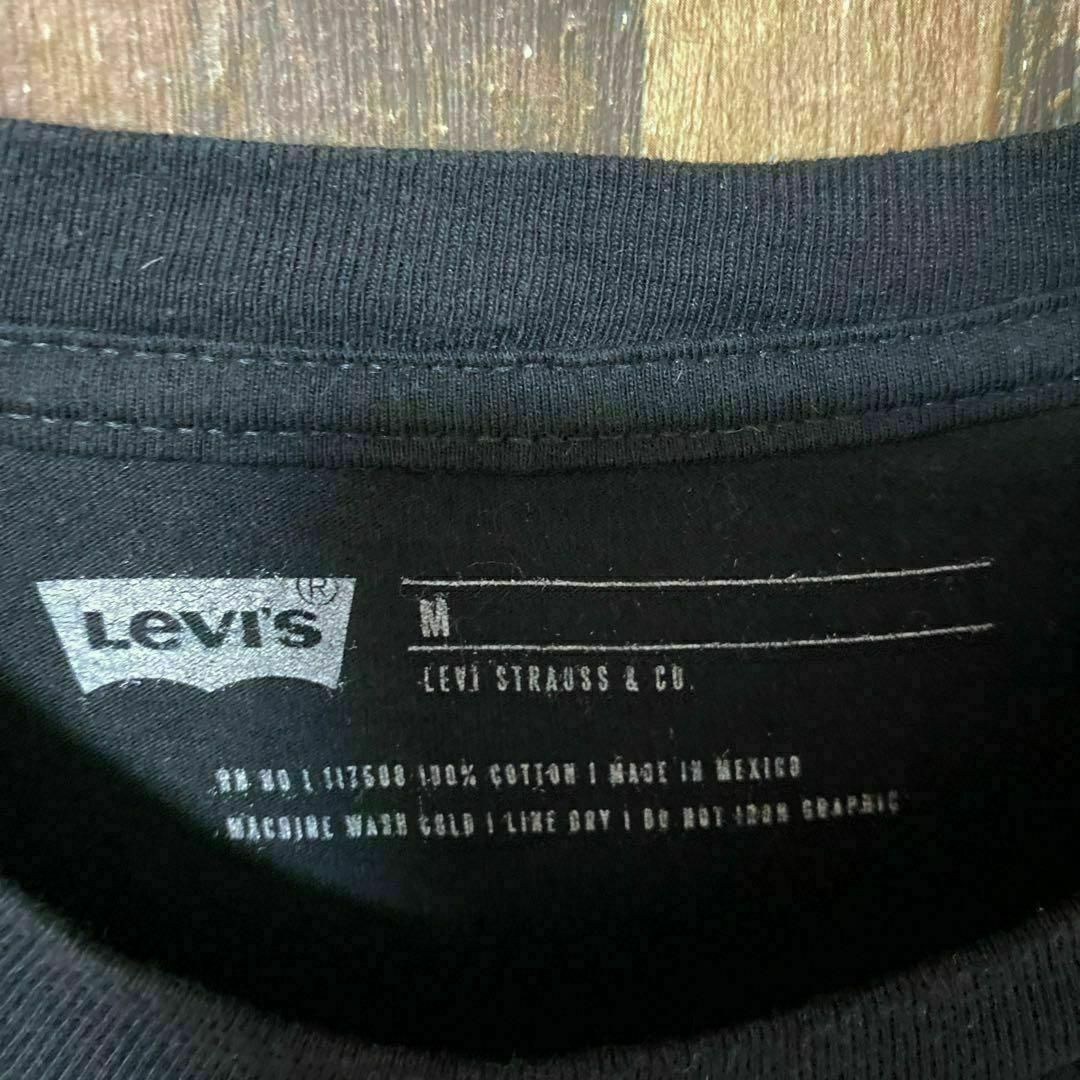 Levi's ®
M
LEVI STRAUSS & CO.
RN NO | 117508 100% COTTON | MADE IN MEXICO
MACHINE WASH COLD | LINE DRY | DO NOT IRON GRAPHIC